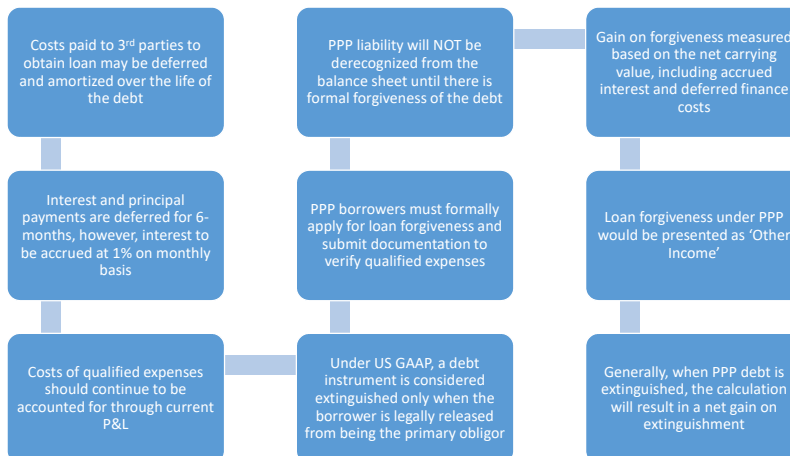 Costs paid to 3rd parties to
obtain loan may be deferred
and amortized over the life of
the debt
Interest and principal
payments are deferred for 6-
months, however, interest to
be accrued at 1% on monthly
basis
Costs of qualified expenses
should continue to be
accounted for through current
P&L
Under US GAAP, a debt
instrument is considered
extinguished only when the
borrower is legally released
from being the primary obligor
PPP borrowers must formally
apply for loan forgiveness and
submit documentation to
verify qualified expenses
PPP liability will NOT be
derecognized from the
balance sheet until there is
formal forgiveness of the debt
Gain on forgiveness measured
based on the net carrying
value, including accrued
interest and deferred finance
costs
Loan forgiveness under PPP
would be presented as ‘Other
Income’
Generally, when PPP debt is
extinguished, the calculation
will result in a net gain on
extinguishment